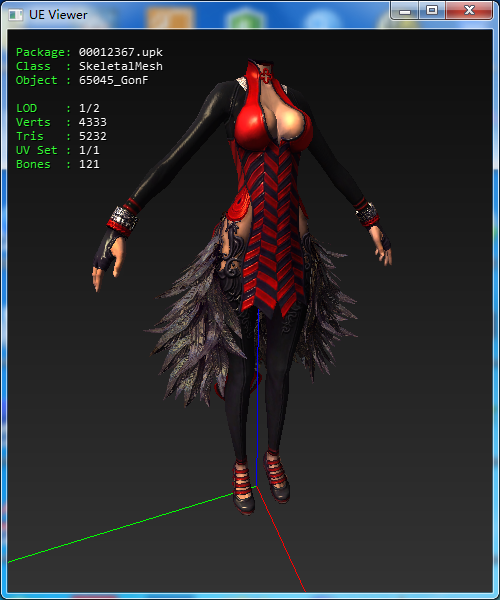 UE Viewer
Package: 00012367.upk
Class  : SkeletalMesh
Object : 65045_GonF
LOD    : 1/2
Verts  : 4333
Tris   : 5232
UV Set : 1/1
Bones  : 121